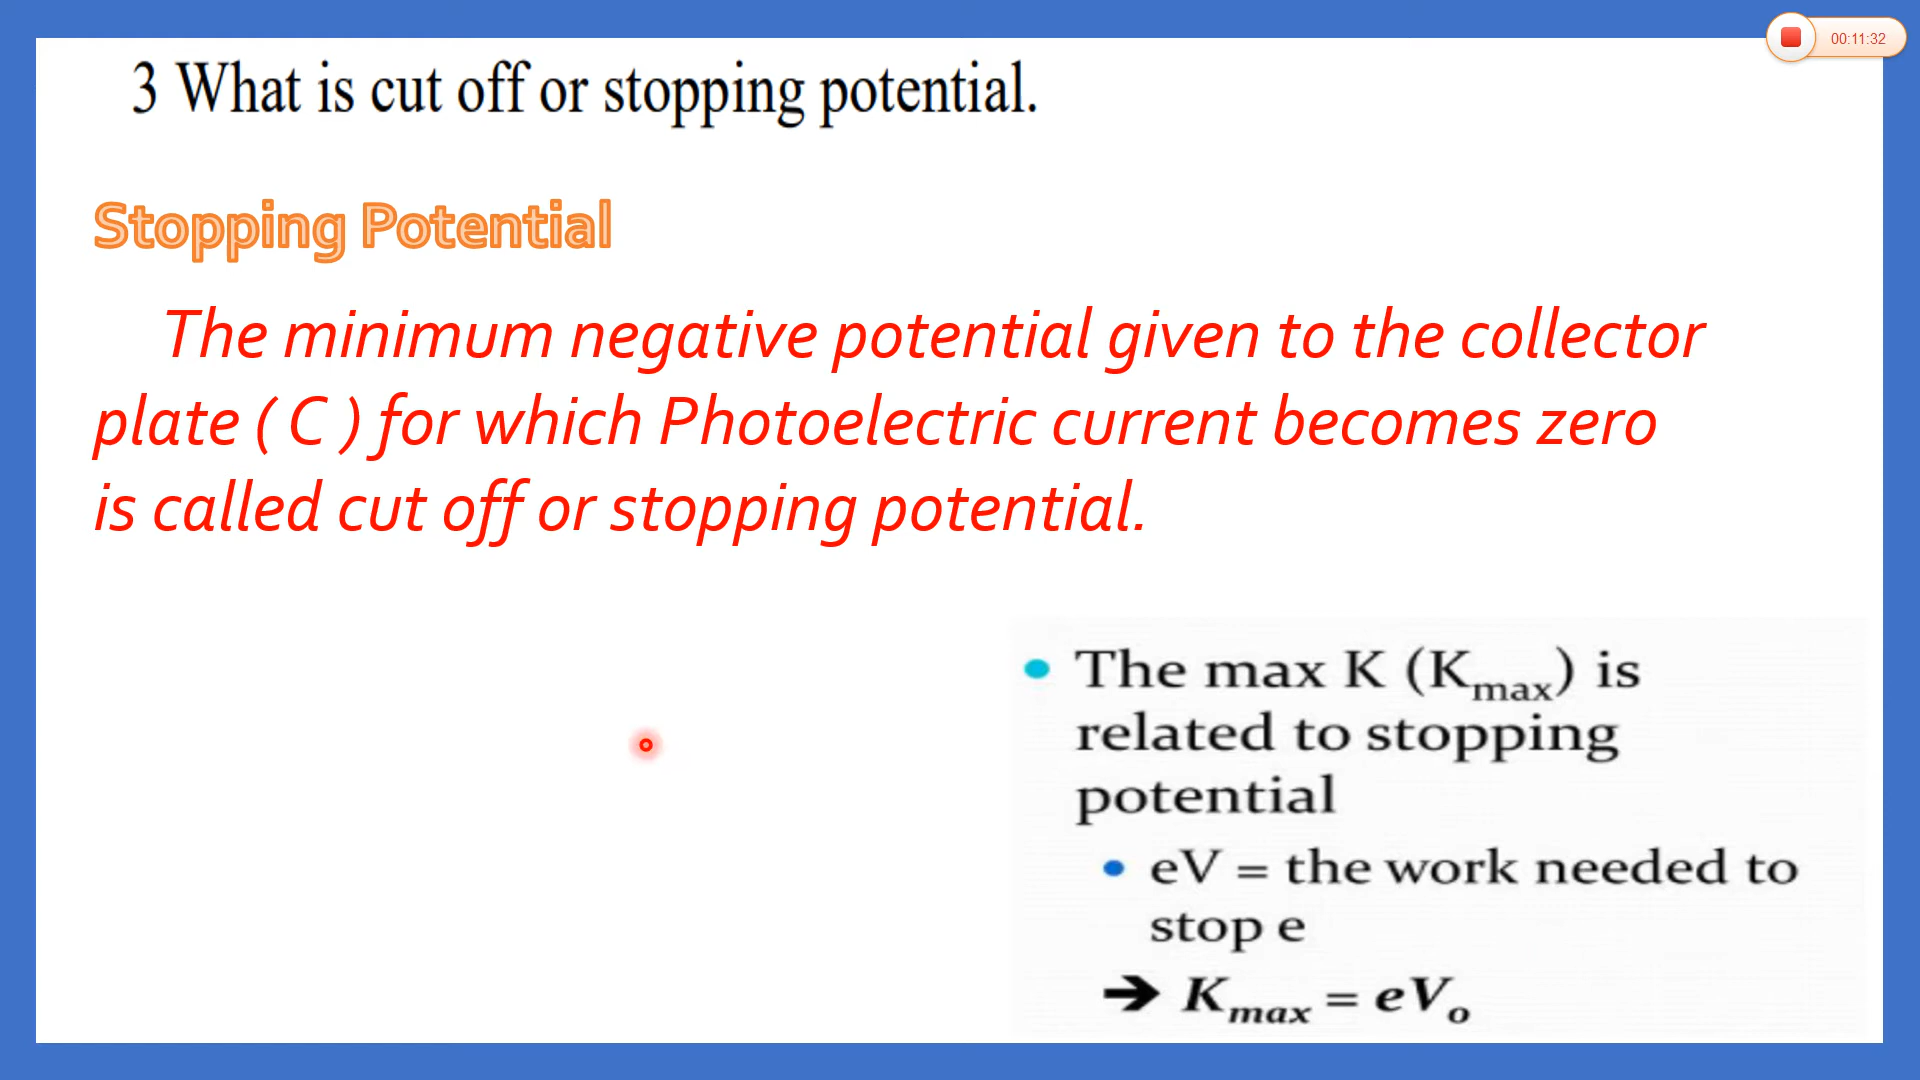 00:11:32
3 What is cut off or stopping potential.
Stopping Potential
The minimum negative potential given to the collector
plate ( C ) for which Photoelectric current becomes zero
is called cut off or stopping potential.
• The max K (Kmax) is
related to stopping
potential
• eV = the work needed to
stop e
➔ Kmax = eVo